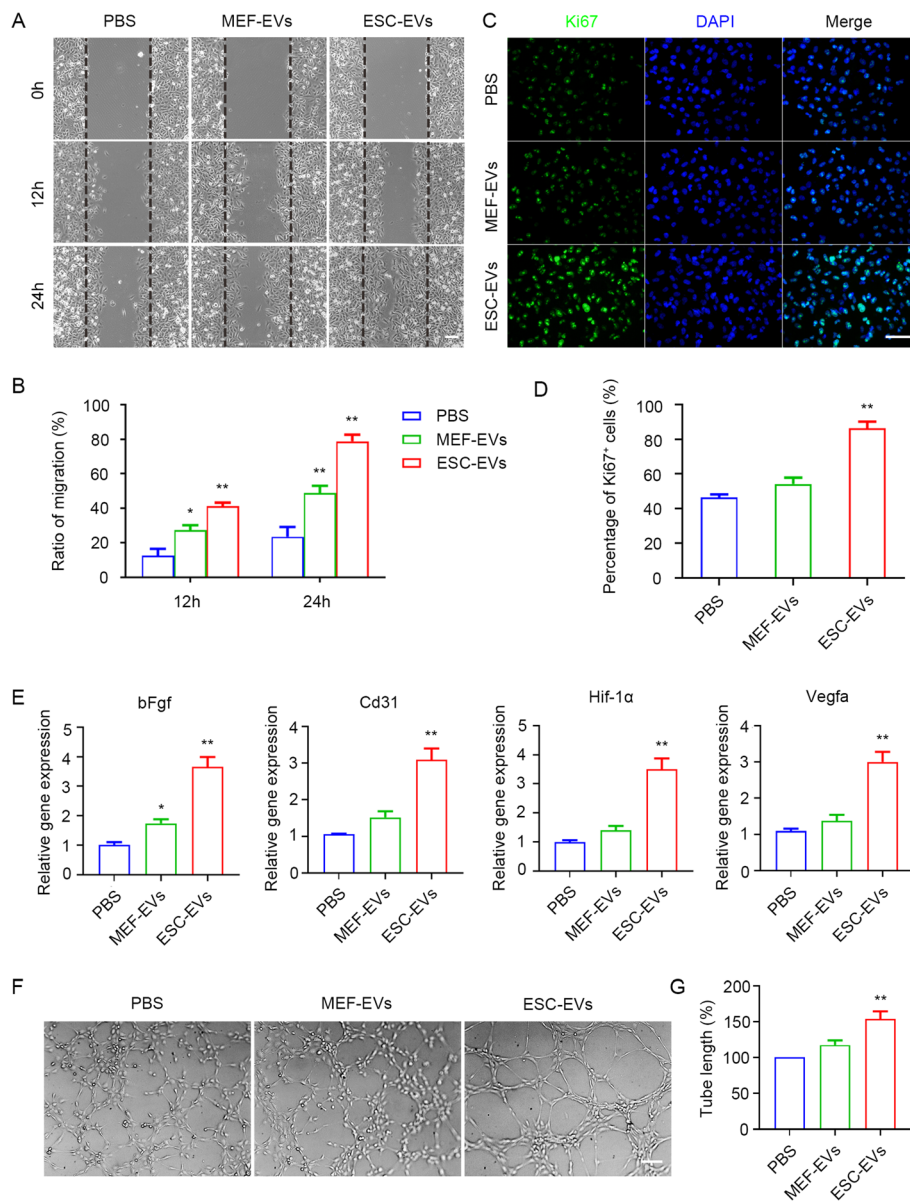 A
PBS
MEF-EVs
ESC-EVs
0h
12h
24h
C
Ki67
DAPI
Merge
PBS
MEF-EVs
ESC-EVs
B
Ratio of migration (%)
100
80
60
40
20
0
*
**
**
**
12h
24h
PBS
MEF-EVs
ESC-EVs
D
Percentage of Ki67⁺ cells (%)
100
80
60
40
20
0
**
PBS
MEF-EVs
ESC-EVs
E
bFgf
Relative gene expression
5
4
3
2
1
0
*
**
PBS
MEF-EVs
ESC-EVs
Cd31
Relative gene expression
4
3
2
1
0
**
PBS
MEF-EVs
ESC-EVs
Hif-1α
Relative gene expression
5
4
3
2
1
0
**
PBS
MEF-EVs
ESC-EVs
Vegfa
Relative gene expression
4
3
2
1
0
**
PBS
MEF-EVs
ESC-EVs
F
PBS
MEF-EVs
ESC-EVs
G
Tube length (%)
200
150
100
50
0
**
PBS
MEF-EVs
ESC-EVs